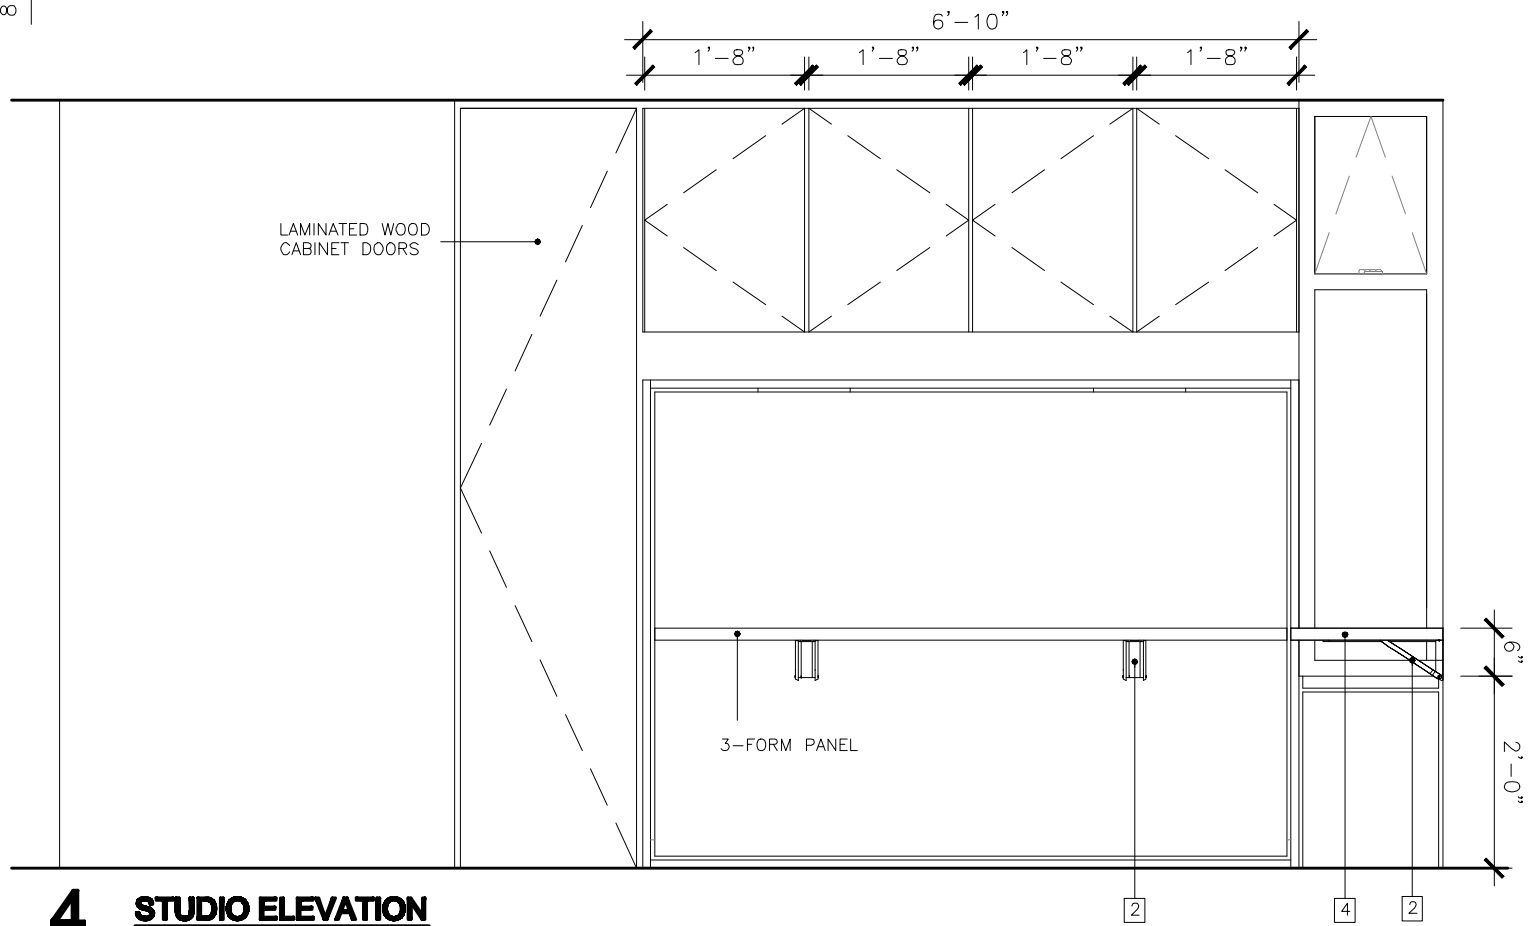 8
6'-10"
1'-8" 1'-8" 1'-8" 1'-8"
LAMINATED WOOD
CABINET DOORS
6"
3-FORM PANEL
2'-0"
2 4 2
4 STUDIO ELEVATION